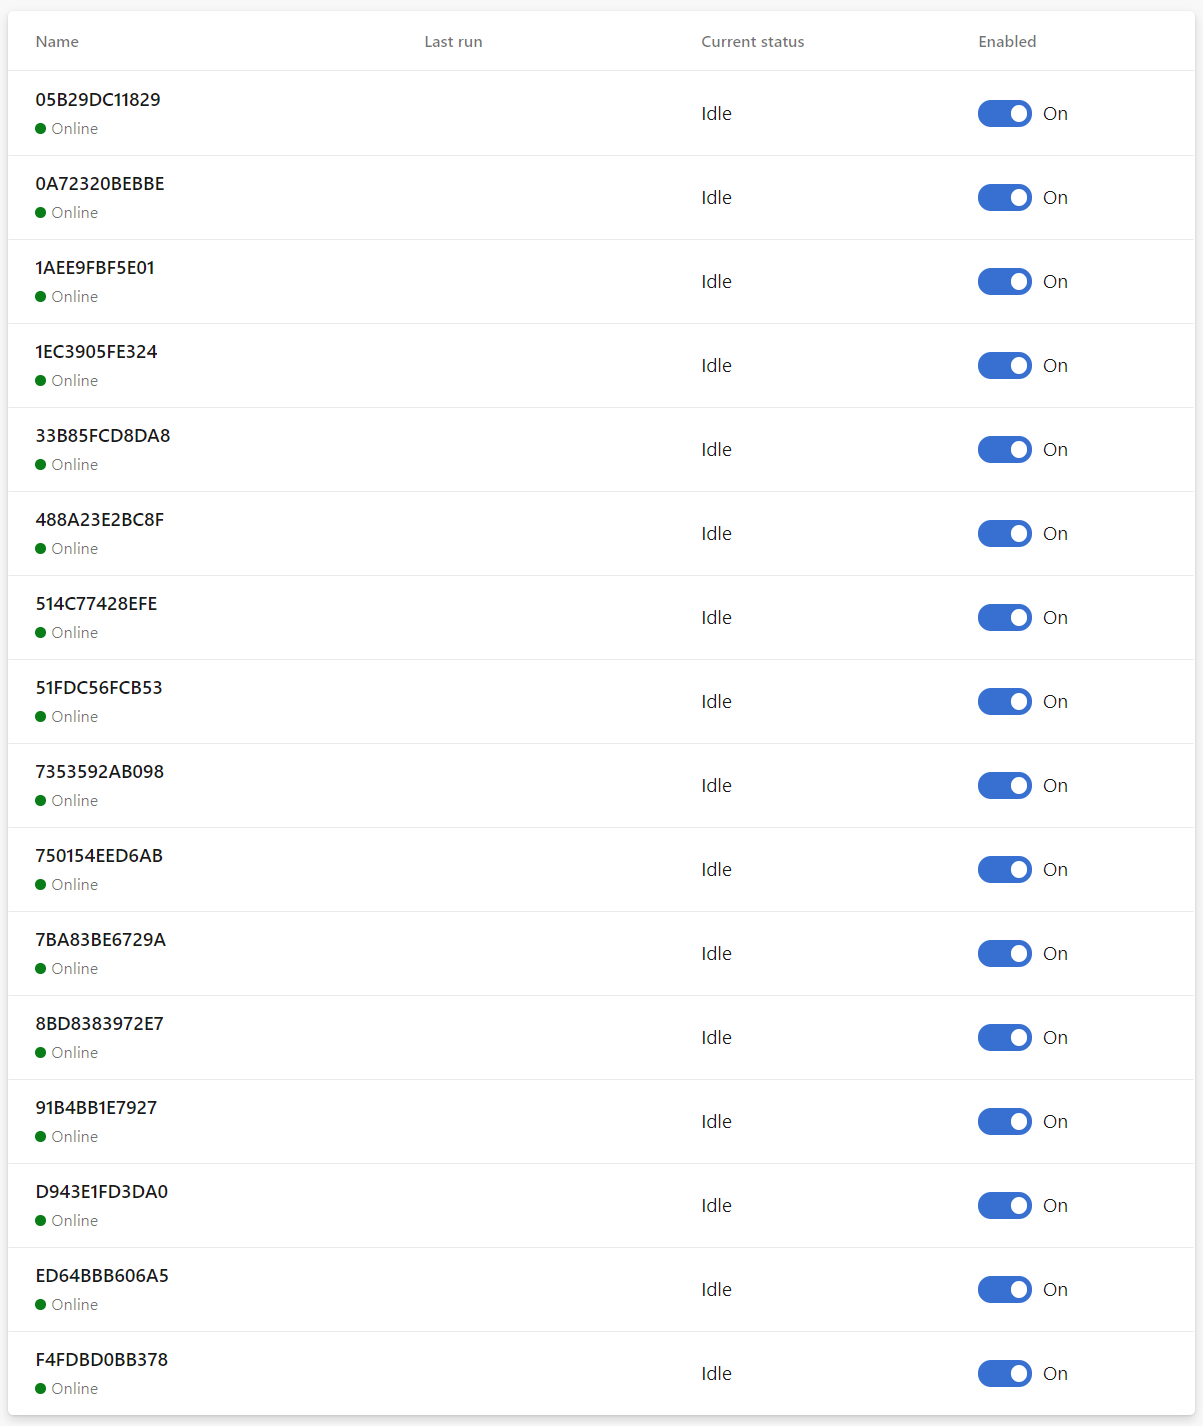 Name Last run Current status Enabled
05B29DC11829
Idle On
Online
0A72320BEBBE
Idle On
Online
1AEE9FBF5E01
Idle On
Online
1EC3905FE324
Idle On
Online
33B85FCD8DA8
Idle On
Online
488A23E2BC8F
Idle On
Online
514C77428EFE
Idle On
Online
51FDC56FCB53
Idle On
Online
7353592AB098
Idle On
Online
750154EED6AB
Idle On
Online
7BA83BE6729A
Idle On
Online
8BD8383972E7
Idle On
Online
91B4BB1E7927
Idle On
Online
D943E1FD3DA0
Idle On
Online
ED64BBB606A5
Idle On
Online
F4FDBD0BB378
Idle On
Online